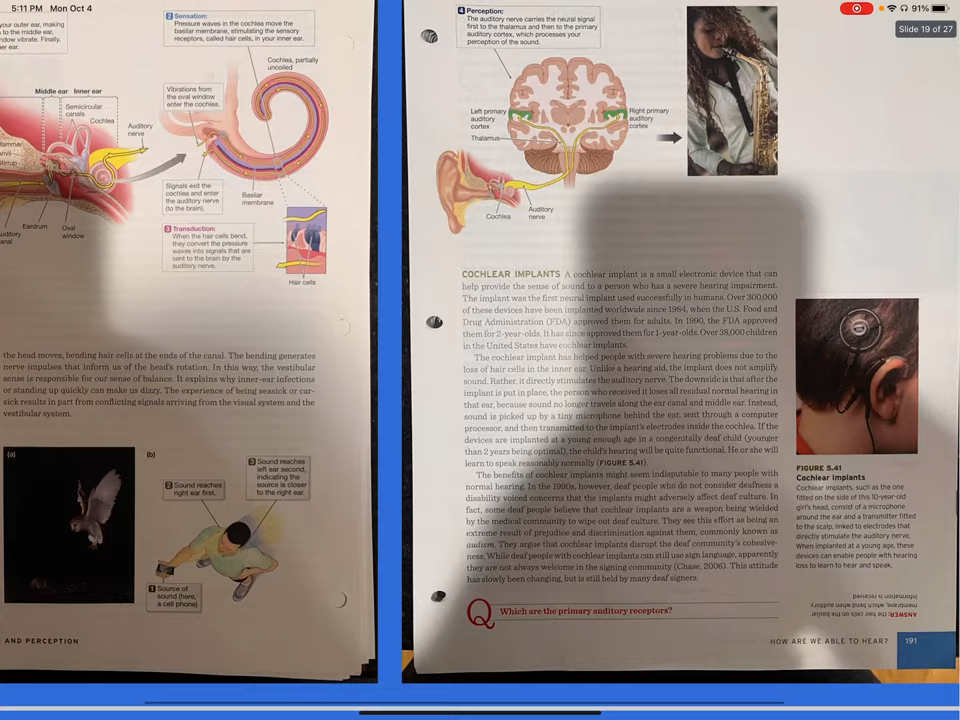 5:11 PM Mon Oct 4
91%
Slide 19 of 27
your outer ear, making
to the middle ear,
vibrate. Finally,
er ear.
2 Sensation:
Pressure waves in the cochlea move the
basilar membrane, stimulating the sensory
receptors, called hair cells, in your inner ear.
Cochlea, partially
uncoiled
Middle ear Inner ear
Semicircular
canals
Cochlea
Auditory
nerve
Vibrations from
the oval window
enter the cochlea.
Signals exit the
cochlea and enter
the auditory nerve
(to the brain).
Basilar
membrane
Eardrum
Oval
window
3 Transduction:
When the hair cells bend,
they convert the pressure
waves into signals that are
sent to the brain by the
auditory nerve.
Hair cells
the head moves, bending hair cells at the ends of the canal. The bending generates
nerve impulses that inform us of the head's rotation. In this way, the vestibular
sense is responsible for our sense of balance. It explains why inner-ear infections
or standing up quickly can make us dizzy. The experience of being seasick or car-
sick results in part from conflicting signals arriving from the visual system and the
vestibular system.
(a)
(b)
3 Sound reaches
left ear second,
indicating the
source is closer
to the right ear.
2 Sound reaches
right ear first.
1 Source of
sound (here,
a cell phone)
AND PERCEPTION
4 Perception:
The auditory nerve carries the neural signal
first to the thalamus and then to the primary
auditory cortex, which processes your
perception of the sound.
Left primary
auditory
cortex
Thalamus
Right primary
auditory
cortex
Cochlea
Auditory
nerve
COCHLEAR IMPLANTS A cochlear implant is a small electronic device that can
help provide the sense of sound to a person who has a severe hearing impairment.
The implant was the first neural implant used successfully in humans. Over 300,000
of these devices have been implanted worldwide since 1984, when the U.S. Food and
Drug Administration (FDA) approved them for adults. In 1990, the FDA approved
them for 2-year-olds. It has since approved them for 1-year-olds. Over 38,000 children
in the United States have cochlear implants.
The cochlear implant has helped people with severe hearing problems due to the
loss of hair cells in the inner ear. Unlike a hearing aid, the implant does not amplify
sound. Rather, it directly stimulates the auditory nerve. The downside is that after the
implant is put in place, the person who received it loses all residual normal hearing in
that ear, because sound no longer travels along the ear canal and middle ear. Instead,
sound is picked up by a tiny microphone behind the ear, sent through a computer
processor, and then transmitted to the implant's electrodes inside the cochlea. If the
devices are implanted at a young enough age in a congenitally deaf child (younger
than 2 years being optimal), the child's hearing will be quite functional. He or she will
learn to speak reasonably normally (FIGURE 5.41).
The benefits of cochlear implants might seem indisputable to many people with
normal hearing. In the 1990s, however, deaf people who do not consider deafness a
disability voiced concerns that the implants might adversely affect deaf culture. In
fact, some deaf people believe that cochlear implants are a weapon being wielded
by the medical community to wipe out deaf culture. They see this effort as being an
extreme result of prejudice and discrimination against them, commonly known as
audism. They argue that cochlear implants disrupt the deaf community's cohesive-
ness. While deaf people with cochlear implants can still use sign language, apparently
they are not always welcome in the signing community (Chase, 2006). This attitude
has slowly been changing, but is still held by many deaf signers.
FIGURE 5.41
Cochlear Implants
Cochlear implants, such as the one
fitted on the side of this 10-year-old
girl's head, consist of a microphone
around the ear and a transmitter fitted
to the scalp, linked to electrodes that
directly stimulate the auditory nerve.
When implanted at a young age, these
devices can enable people with hearing
loss to learn to hear and speak.
Q Which are the primary auditory receptors?
ANSWER: the hair cells on the basilar
membrane, which bend when auditory
information is received
HOW ARE WE ABLE TO HEAR? 191